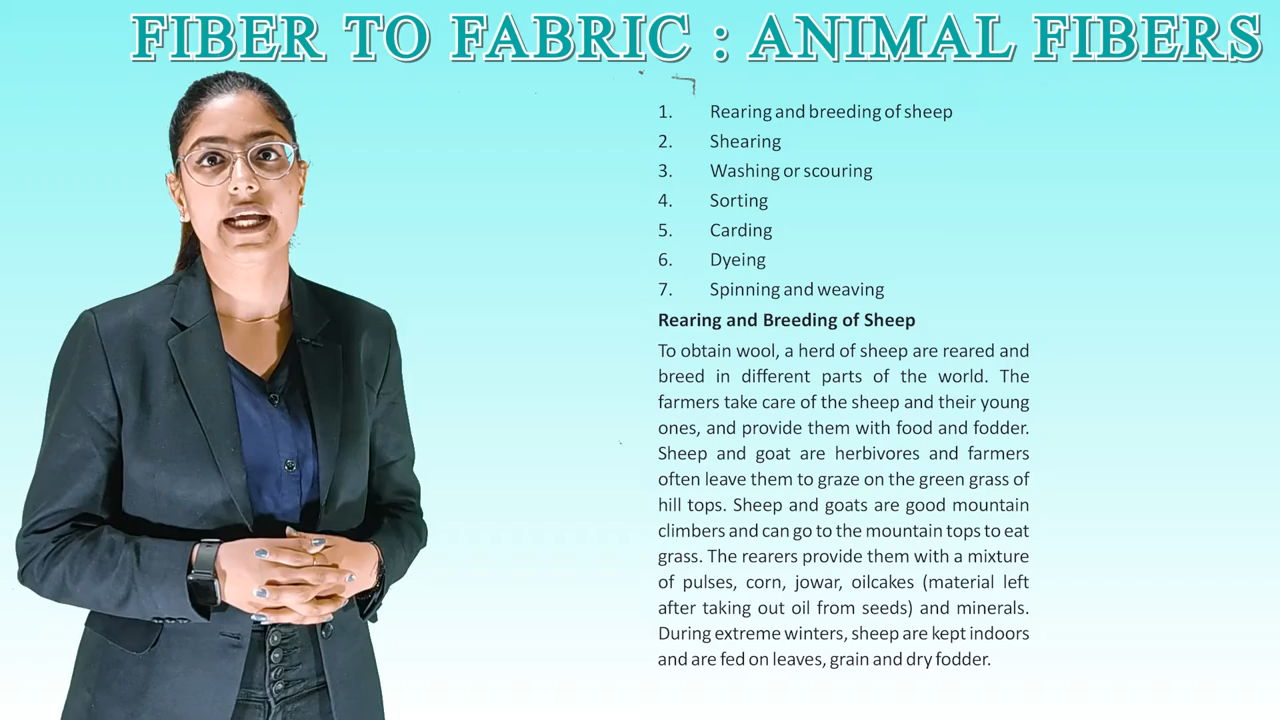 FIBER TO FABRIC : ANIMAL FIBERS
1. Rearing and breeding of sheep
2. Shearing
3. Washing or scouring
4. Sorting
5. Carding
6. Dyeing
7. Spinning and weaving
Rearing and Breeding of Sheep
To obtain wool, a herd of sheep are reared and
breed in different parts of the world. The
farmers take care of the sheep and their young
ones, and provide them with food and fodder.
Sheep and goat are herbivores and farmers
often leave them to graze on the green grass of
hill tops. Sheep and goats are good mountain
climbers and can go to the mountain tops to eat
grass. The rearers provide them with a mixture
of pulses, corn, jowar, oilcakes (material left
after taking out oil from seeds) and minerals.
During extreme winters, sheep are kept indoors
and are fed on leaves, grain and dry fodder.